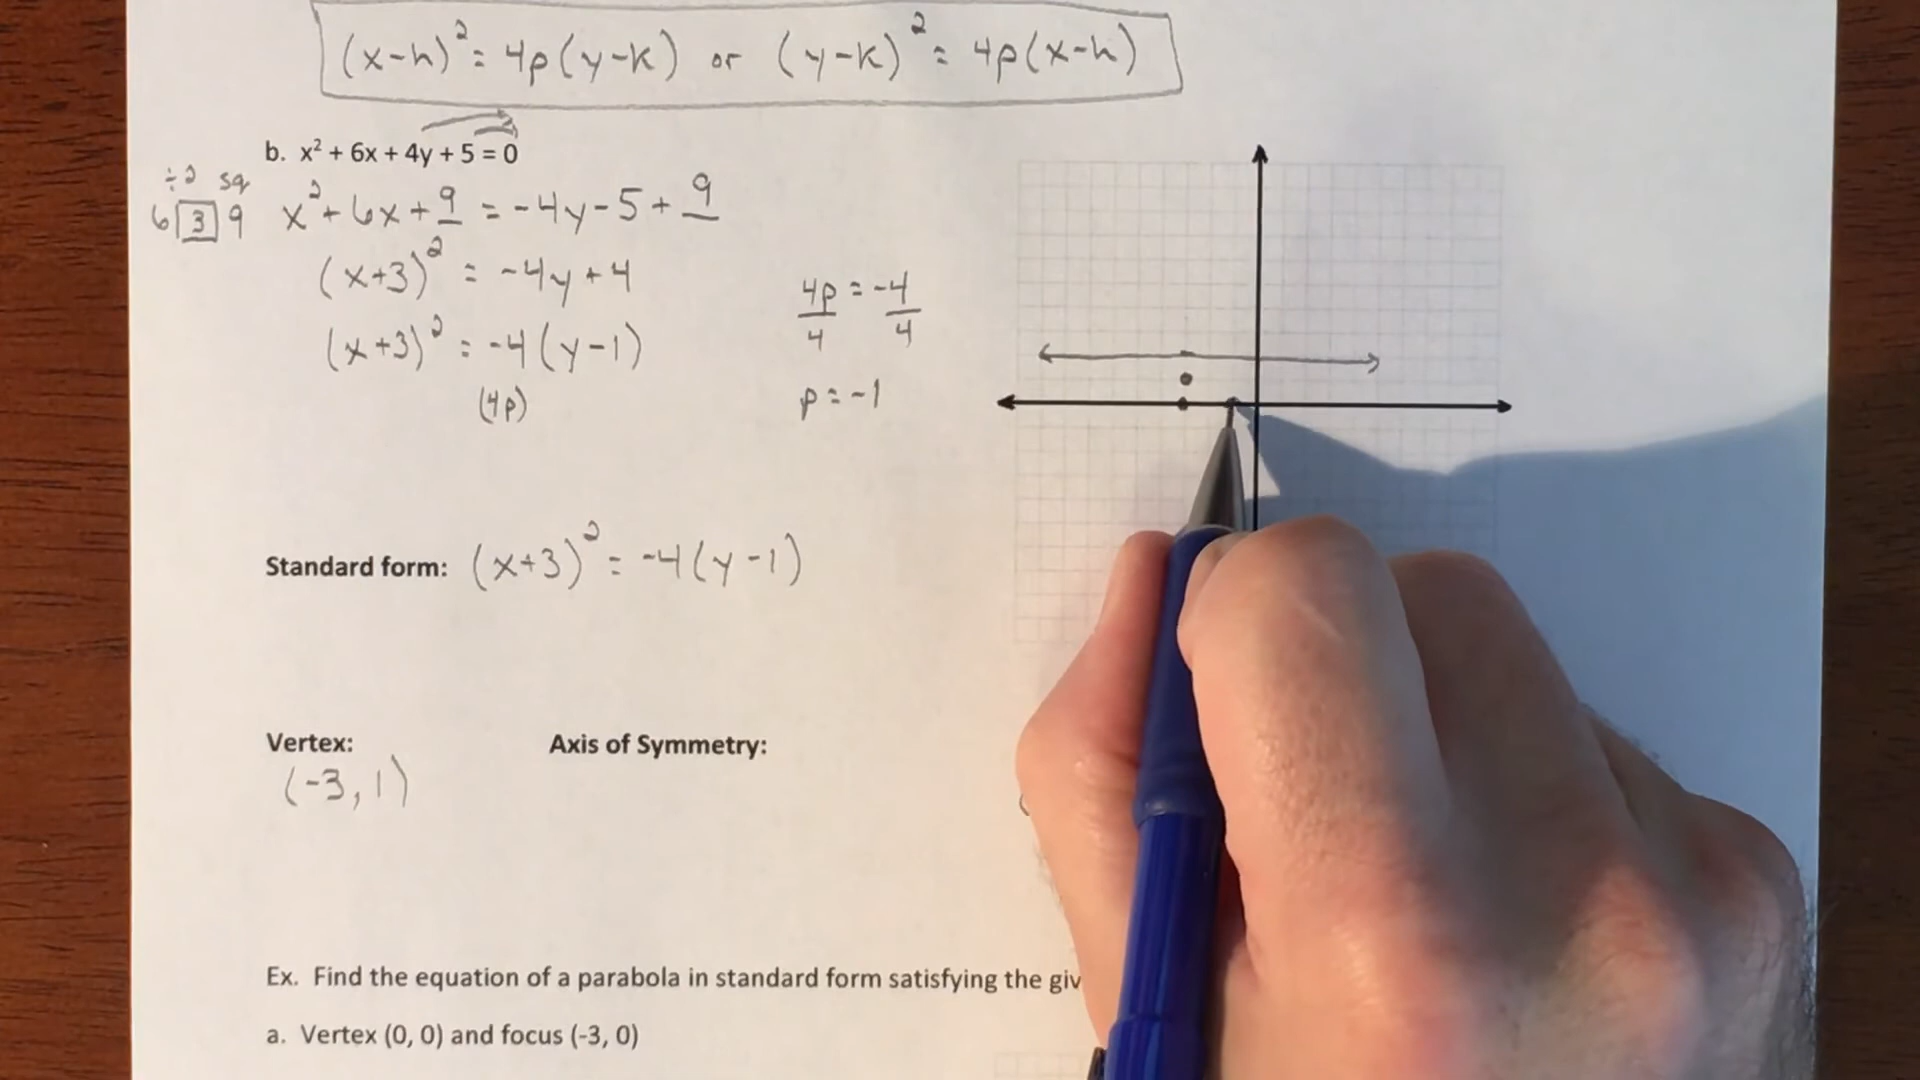 (x-h)² = 4p(y-k) or (y-k)² = 4p(x-h)
b. x² + 6x + 4y + 5 = 0
÷2 sq
6 3 9
x² + 6x + 9 = -4y - 5 + 9
(x+3)² = -4y + 4
(x+3)² = -4(y-1)
(4p)
4p = -4
4 4
p = -1
Standard form: (x+3)² = -4(y-1)
Vertex: Axis of Symmetry:
(-3, 1)
Ex. Find the equation of a parabola in standard form satisfying the
a. Vertex (0, 0) and focus (-3, 0)